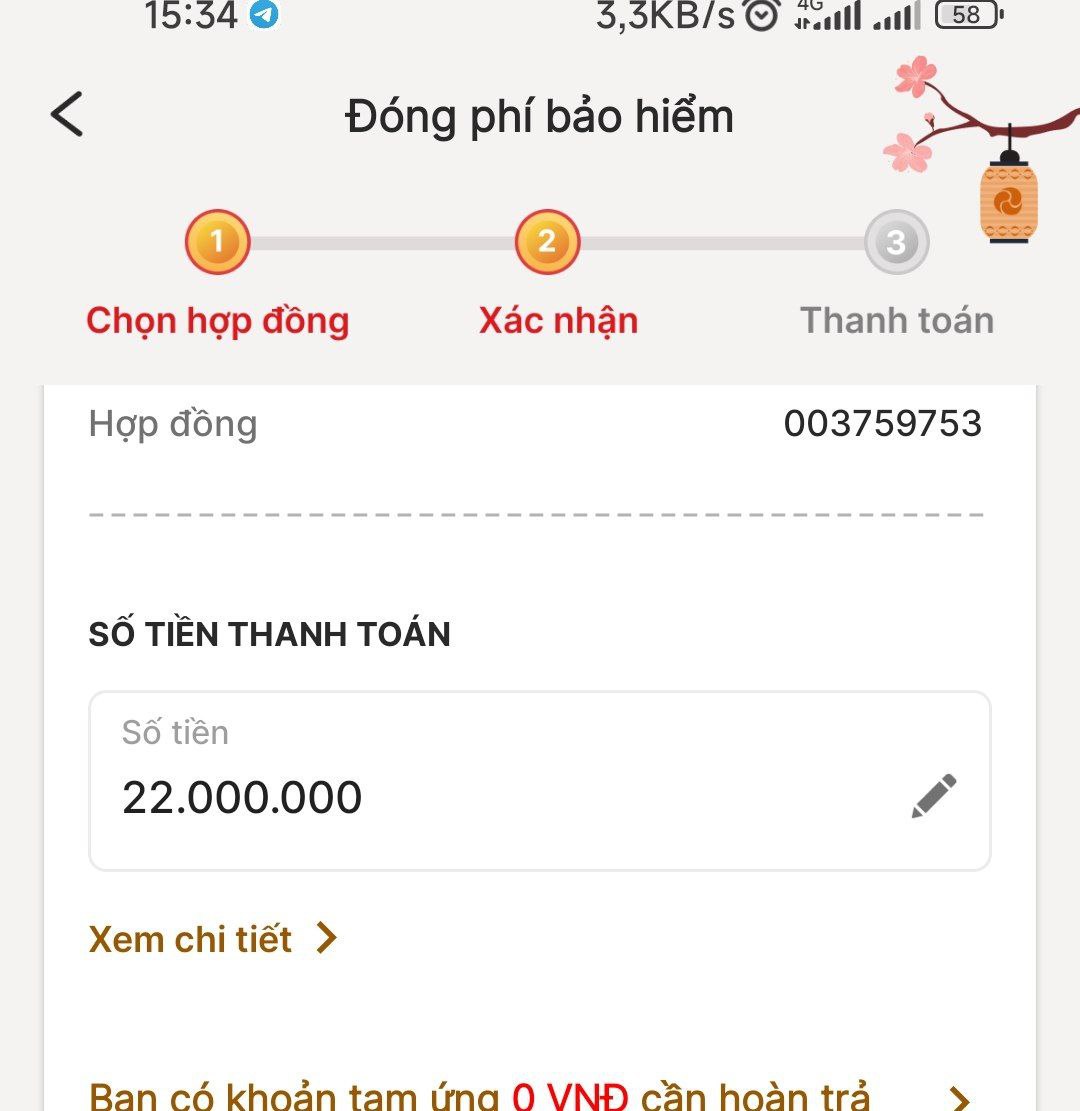 15:34 3,3KB/s 4G 58
Đóng phí bảo hiểm
1 2 3
Chọn hợp đồng Xác nhận Thanh toán
Hợp đồng 003759753
SỐ TIỀN THANH TOÁN
Số tiền
22.000.000
Xem chi tiết
Bạn có khoản tạm ứng 0 VNĐ cần hoàn trả